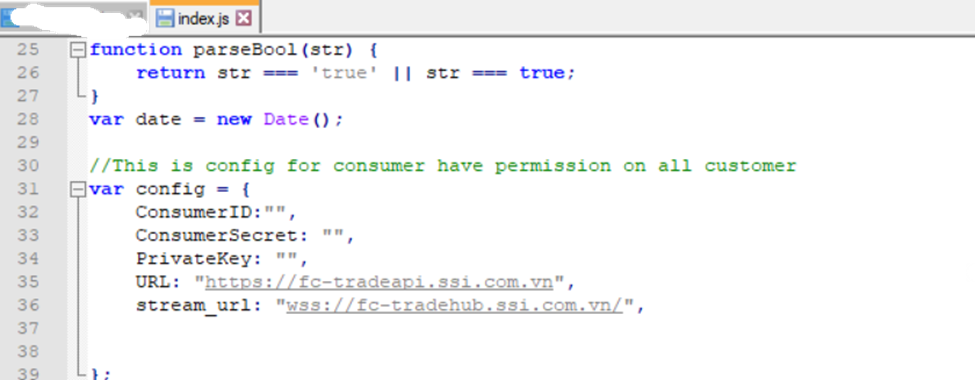 index.js
25 function parseBool(str) {
26 return str === 'true' || str === true;
27 }
28 var date = new Date();
29
30 //This is config for consumer have permission on all customer
31 var config = {
32 ConsumerID:"",
33 ConsumerSecret: "",
34 PrivateKey: "",
35 URL: "https://fc-tradeapi.ssi.com.vn",
36 stream_url: "wss://fc-tradehub.ssi.com.vn/",
37
38
39 };